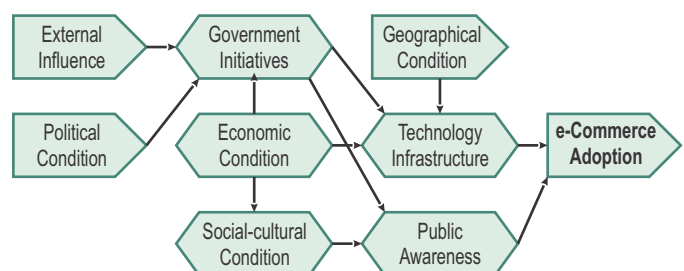 External
Influence
Government
Initiatives
Geographical
Condition
Political
Condition
Economic
Condition
Technology
Infrastructure
e-Commerce
Adoption
Social-cultural
Condition
Public
Awareness